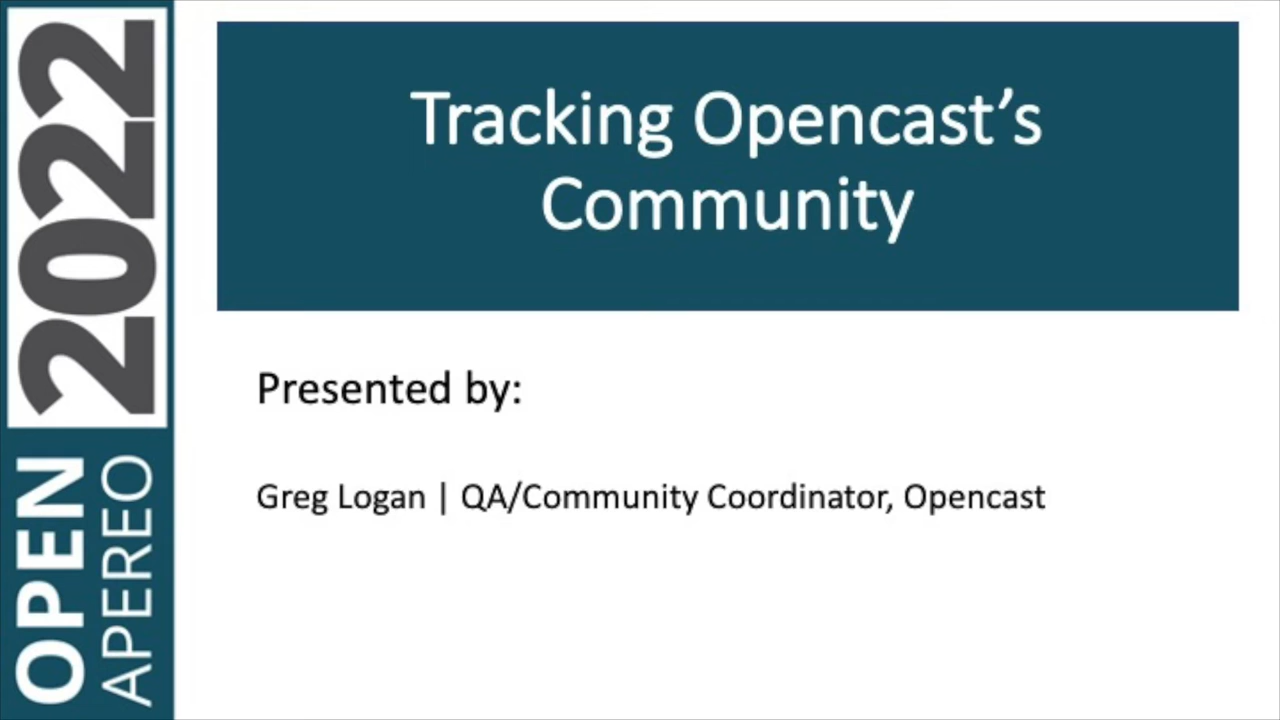 OPEN 2022
APEREO
Tracking Opencast’s
Community
Presented by:
Greg Logan | QA/Community Coordinator, Opencast